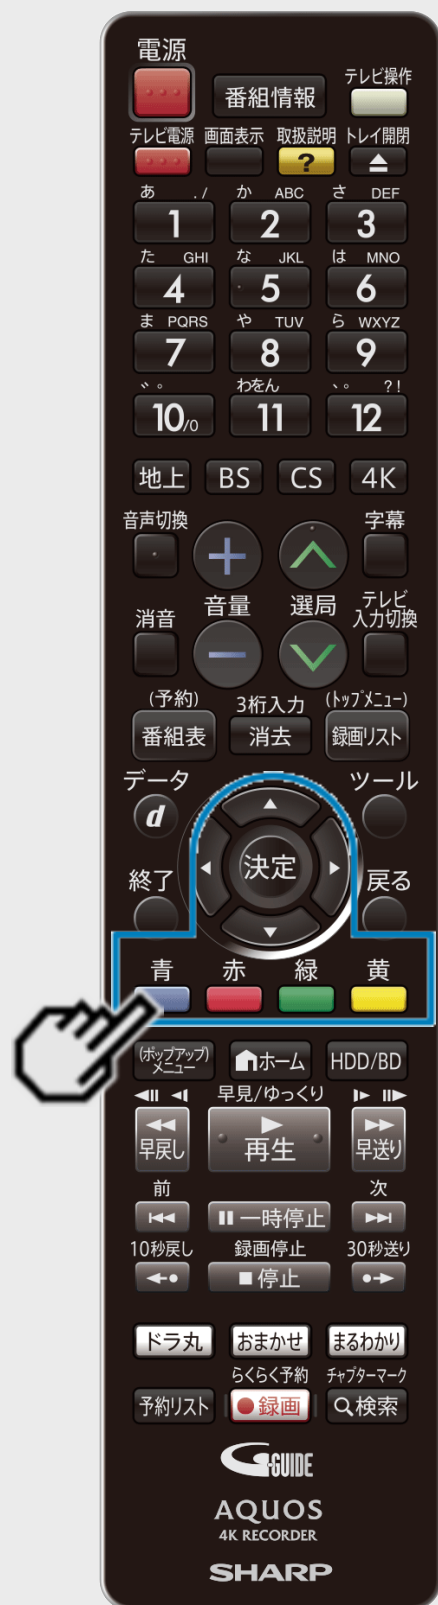 電源
番組情報
テレビ操作
テレビ電源 画面表示 取扱説明 トレイ開閉
?
あ ./ か ABC さ DEF
1 2 3
た GHI な JKL は MNO
4 5 6
ま PQRS や TUV ら WXYZ
7 8 9
゛゜ わをん 、。 ?!
10/0 11 12
地上 BS CS 4K
音声切換 字幕
+
消音 音量 選局 テレビ
入力切換
−
(予約) 3桁入力 (トップメニュー)
番組表 消去 録画リスト
データ ツール
d
決定
終了 戻る
青 赤 緑 黄
(ポップアップ)
メニュー ホーム HDD/BD
早見/ゆっくり
早戻し 再生 早送り
前 次
一時停止
10秒戻し 録画停止 30秒送り
停止
ドラ丸 おまかせ まるわかり
らくらく予約 チャプターマーク
予約リスト 録画 検索
G-GUIDE
AQUOS
4K RECORDER
SHARP